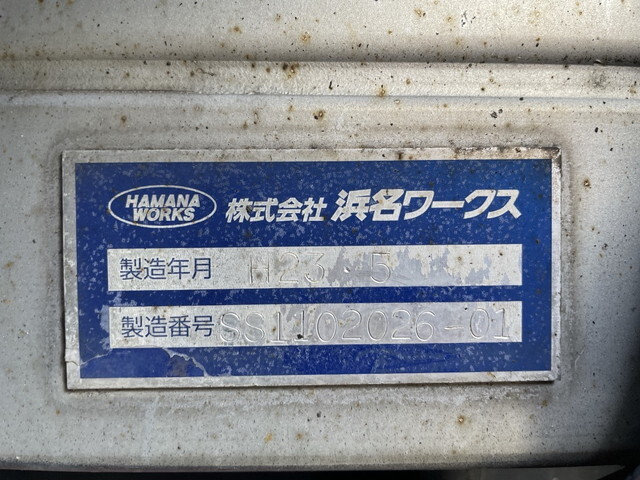 HAMANA
WORKS
株式会社 浜名ワークス
製造年月 H23.5
製造番号 SS1102026-01